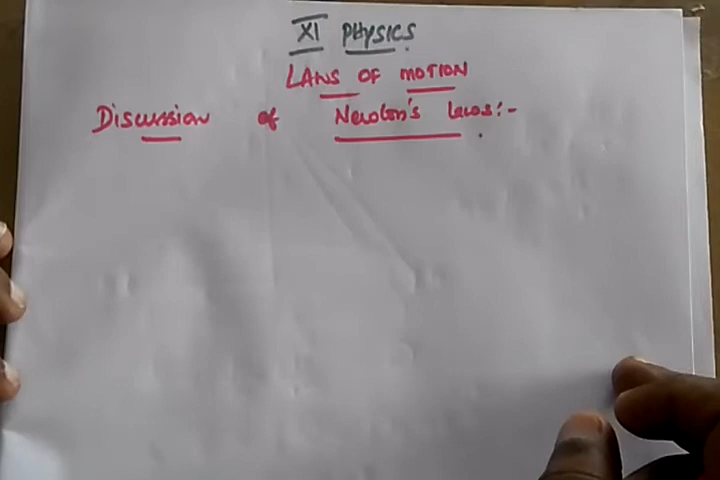 XI PHYSICS.
LAWS OF MOTION
Discussion of Newton's laws:-